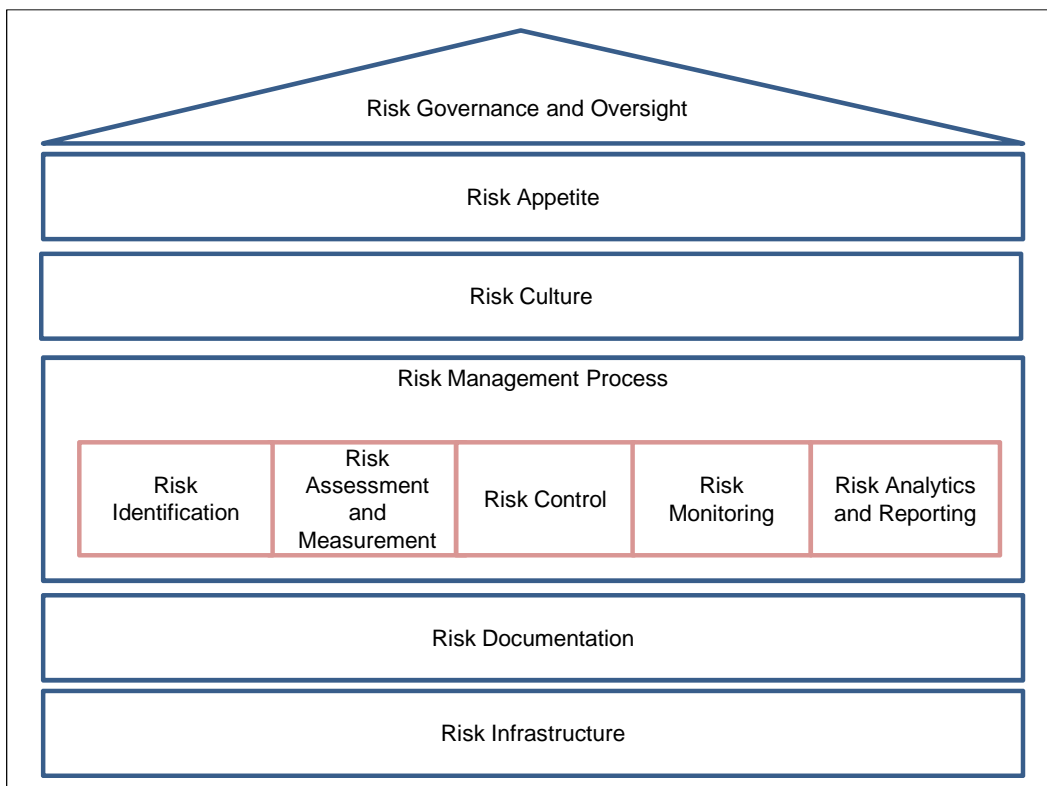 Risk Governance and Oversight
Risk Appetite
Risk Culture
Risk Management Process
Risk
Identification
Risk
Assessment
and
Measurement
Risk Control
Risk
Monitoring
Risk Analytics
and Reporting
Risk Documentation
Risk Infrastructure